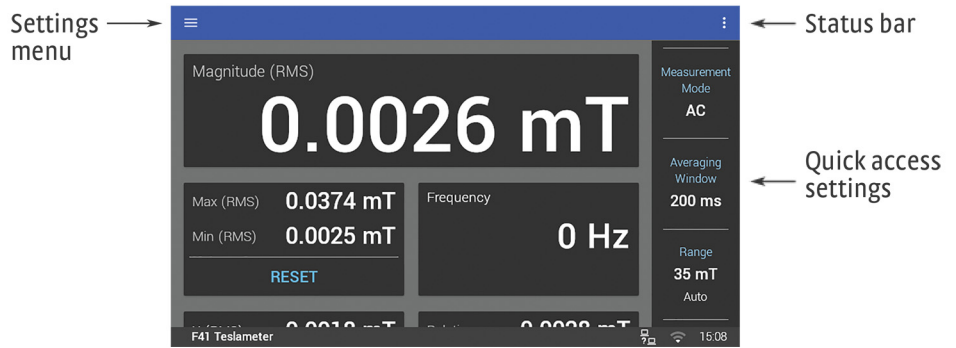 Settings
menu
Status bar
Magnitude (RMS)
0.0026 mT
Measurement
Mode
AC
Averaging
Window
200 ms
Quick access
settings
Max (RMS) 0.0374 mT
Min (RMS) 0.0025 mT
RESET
Frequency
0 Hz
Range
35 mT
Auto
F41 Teslameter
15:08